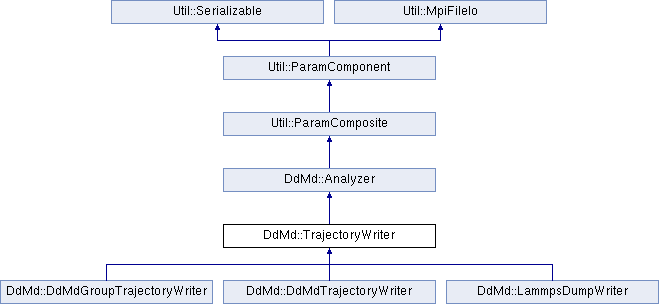 Util::Serializable
Util::MpiFileIo
Util::ParamComponent
Util::ParamComposite
DdMd::Analyzer
DdMd::TrajectoryWriter
DdMd::DdMdGroupTrajectoryWriter
DdMd::DdMdTrajectoryWriter
DdMd::LammpsDumpWriter